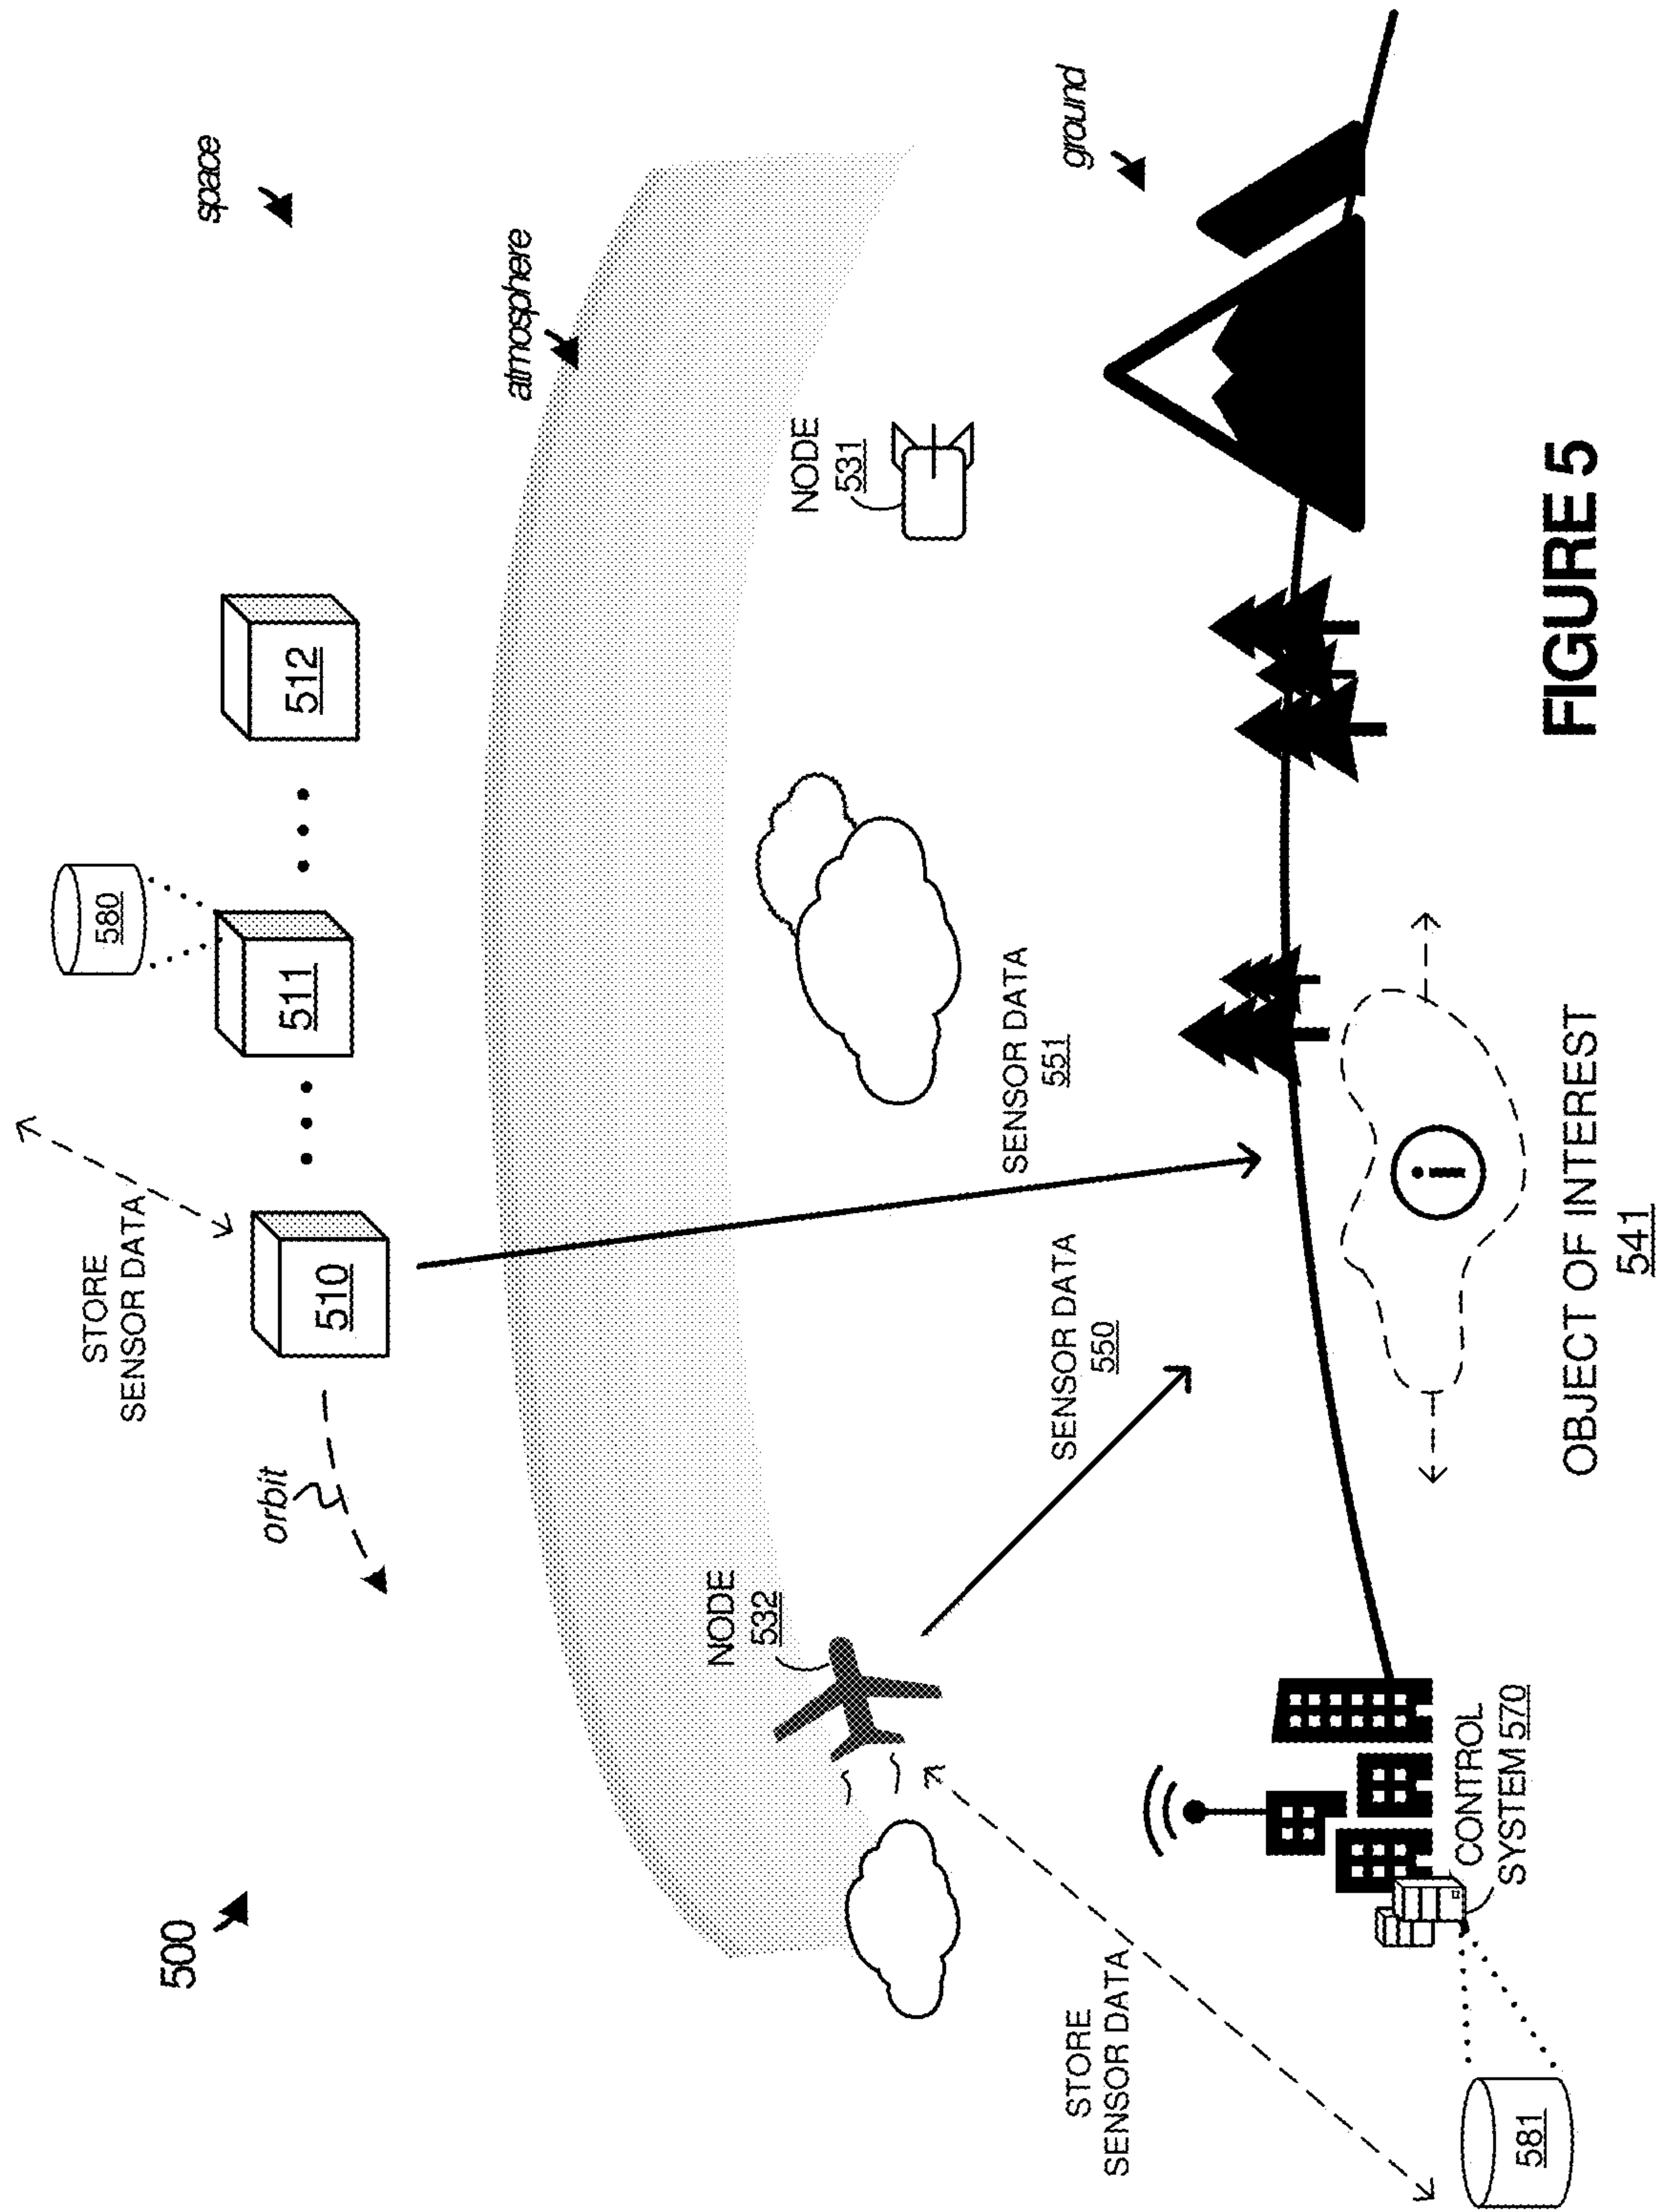 500
space
orbit
STORE
SENSOR DATA
510
511
580
512
atmosphere
NODE
532
NODE
531
SENSOR DATA
551
SENSOR DATA
550
ground
STORE
SENSOR DATA
581
CONTROL
SYSTEM 570
i
OBJECT OF INTEREST
541
FIGURE 5